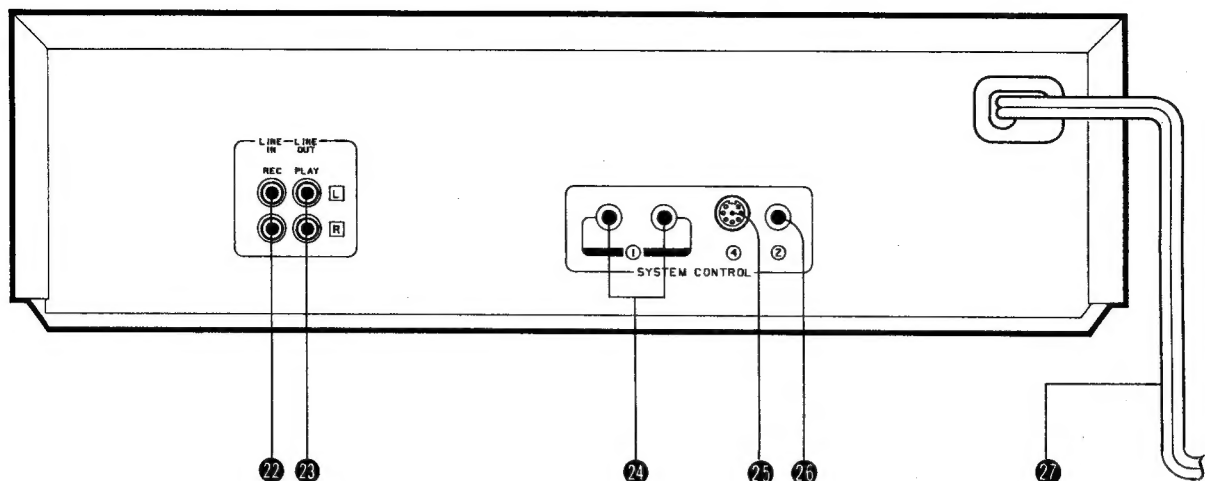 LINE LINE
IN OUT
REC PLAY
L
R
① ④ ②
SYSTEM CONTROL
22 23 24 25 26 27